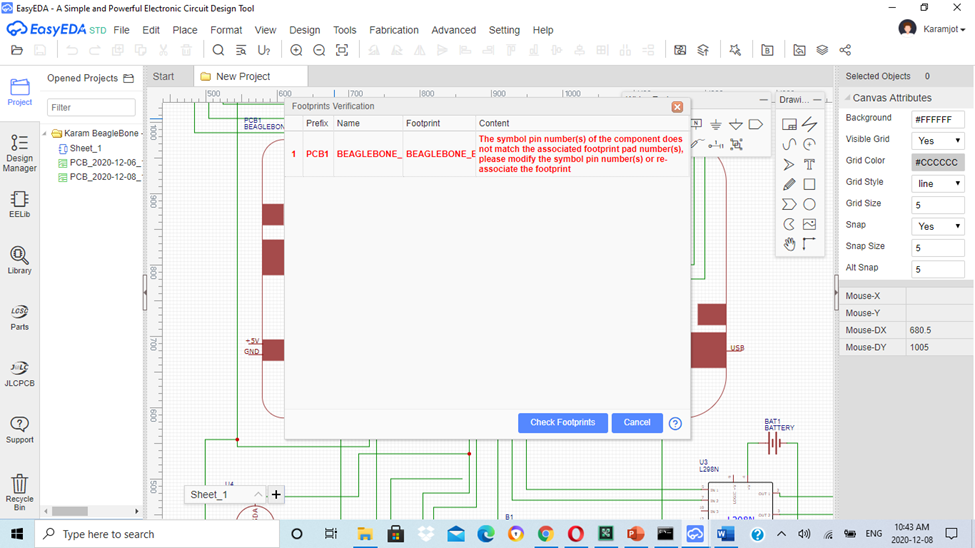 EasyEDA - A Simple and Powerful Electronic Circuit Design Tool
EasyEDA STD File Edit Place Format View Design Tools Fabrication Advanced Setting Help Karamjot
Project
Design Manager
EELib
Library
LCSC
Parts
JLCPCB
Support
Recycle Bin
Opened Projects
Filter
Karam BeagleBone -
Sheet_1
PCB_2020-12-06_
PCB_2020-12-08_
Start New Project
500 600 700 800 900 1000
PCB1
BEAGLEBON
900
800
700
600
500
+5V
GND
USB
BAT1
BATTERY
U3
L298N
L298N
B1
Sheet_1
Footprints Verification
Prefix Name Footprint Content
1 PCB1 BEAGLEBONE_ BEAGLEBONE_E
The symbol pin number(s) of the component does
not match the associated footprint pad number(s),
please modify the symbol pin number(s) or re-
associate the footprint
Check Footprints Cancel
Drawi...
Selected Objects 0
Canvas Attributes
Background #FFFFFF
Visible Grid Yes
Grid Color #CCCCCC
Grid Style line
Grid Size 5
Snap Yes
Snap Size 5
Alt Snap 5
Mouse-X
Mouse-Y
Mouse-DX 680.5
Mouse-DY 1005
Type here to search
ENG
10:43 AM
2020-12-08